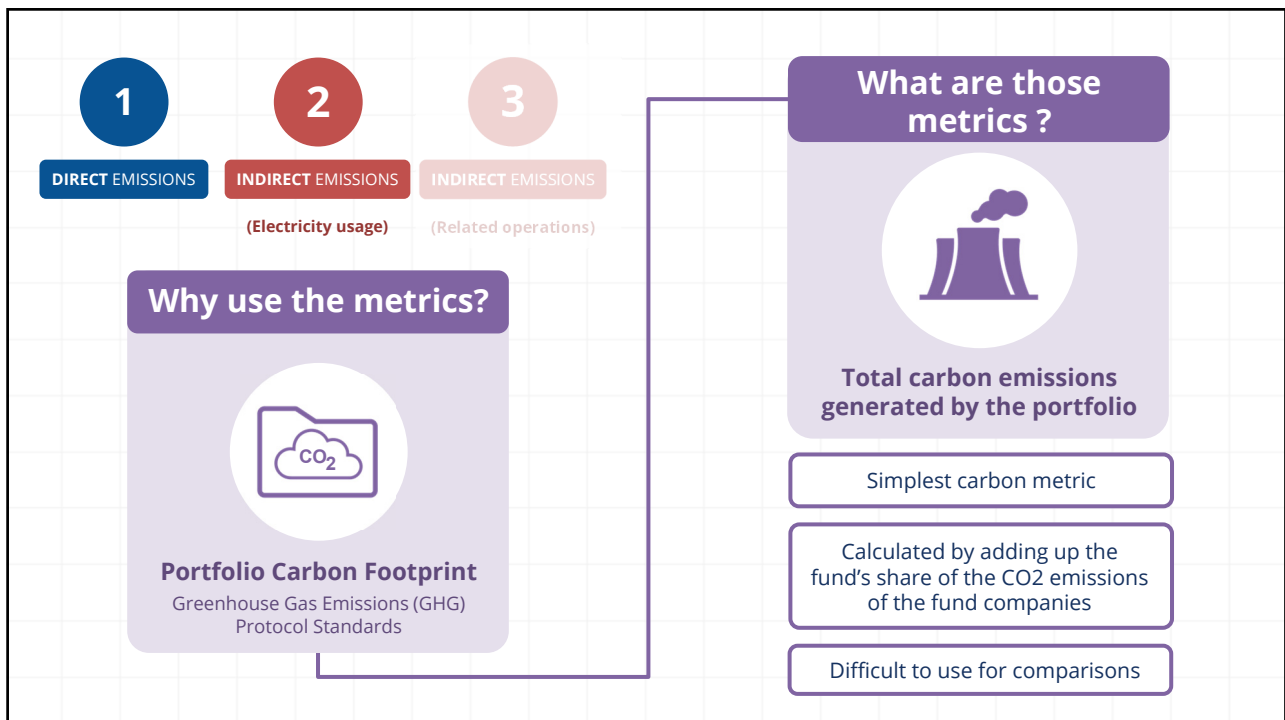 1
2
3
DIRECT EMISSIONS
INDIRECT EMISSIONS
INDIRECT EMISSIONS
(Electricity usage)
(Related operations)
Why use the metrics?
CO2
Portfolio Carbon Footprint
Greenhouse Gas Emissions (GHG)
Protocol Standards
What are those
metrics ?
Total carbon emissions
generated by the portfolio
Simplest carbon metric
Calculated by adding up the
fund’s share of the CO2 emissions
of the fund companies
Difficult to use for comparisons